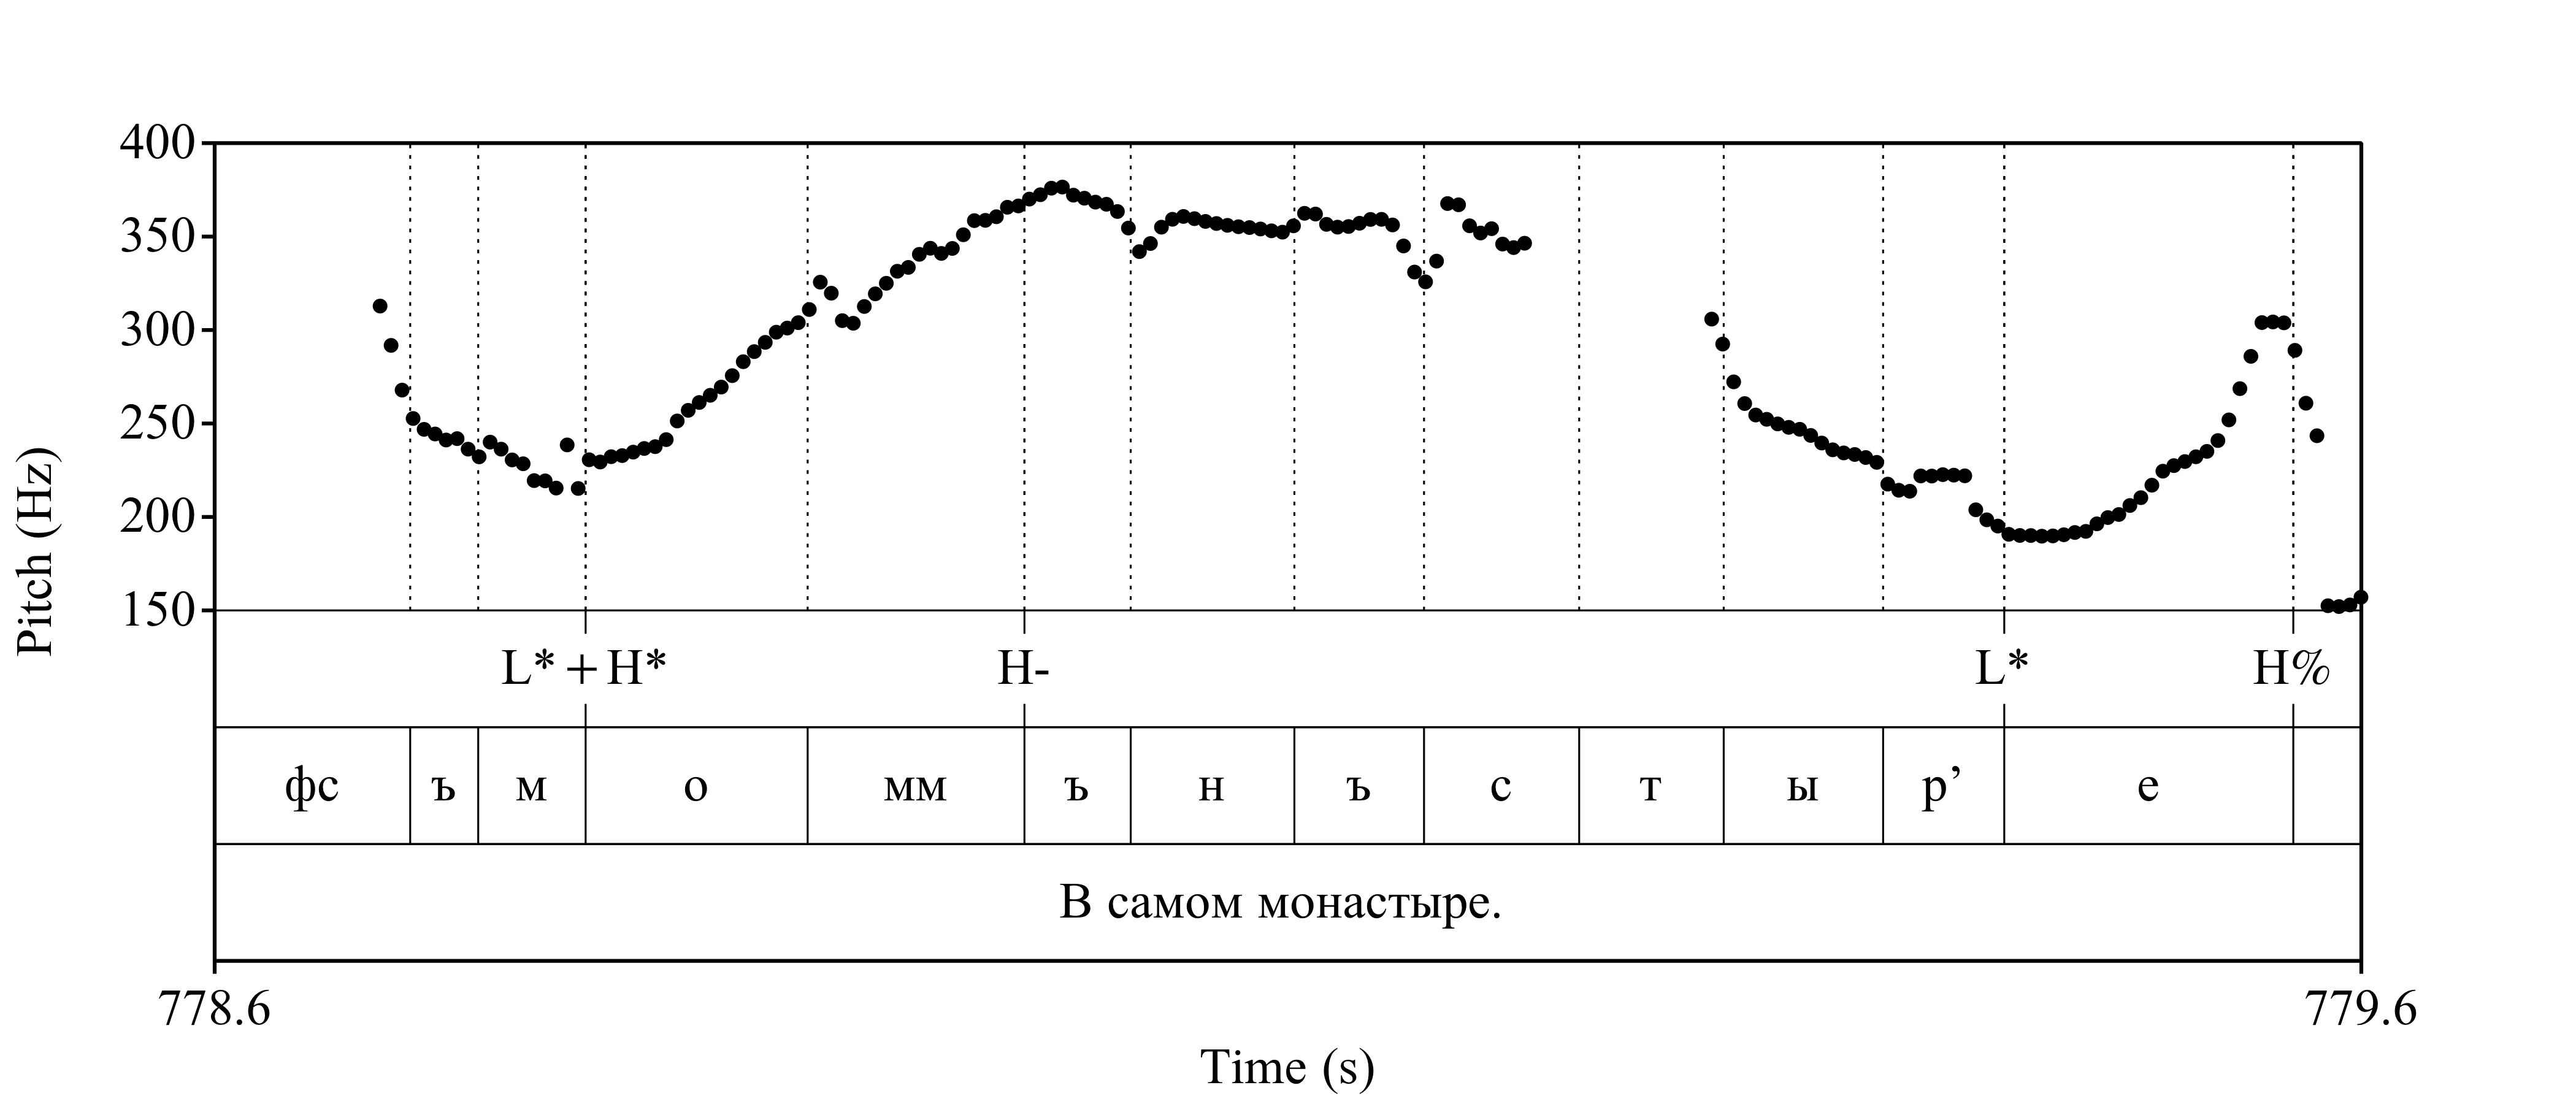 400
350
300
250
200
150
Pitch (Hz)
L*+H* H- L* H%
фс ъ м о мм ъ н ъ с т ы р’ е
В самом монастыре.
778.6 779.6
Time (s)